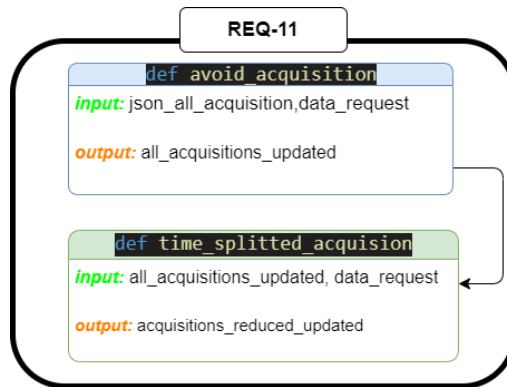 REQ-11
def avoid_acquisition
input: json_all_acquisition,data_request
output: all_acquisitions_updated
def time_splitted_acquision
input: all_acquisitions_updated, data_request
output: acquisitions_reduced_updated